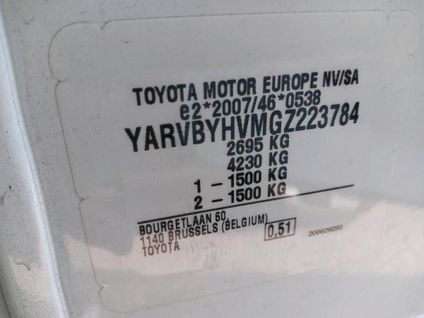 TOYOTA MOTOR EUROPE NV/SA
e2*2007/46*0538
YARVBYHVMGZ223784
2695 KG
4230 KG
1 - 1500 KG
2 - 1500 KG
BOURGETLAAN 60
1140 BRUSSELS (BELGIUM)
TOYOTA
0,51